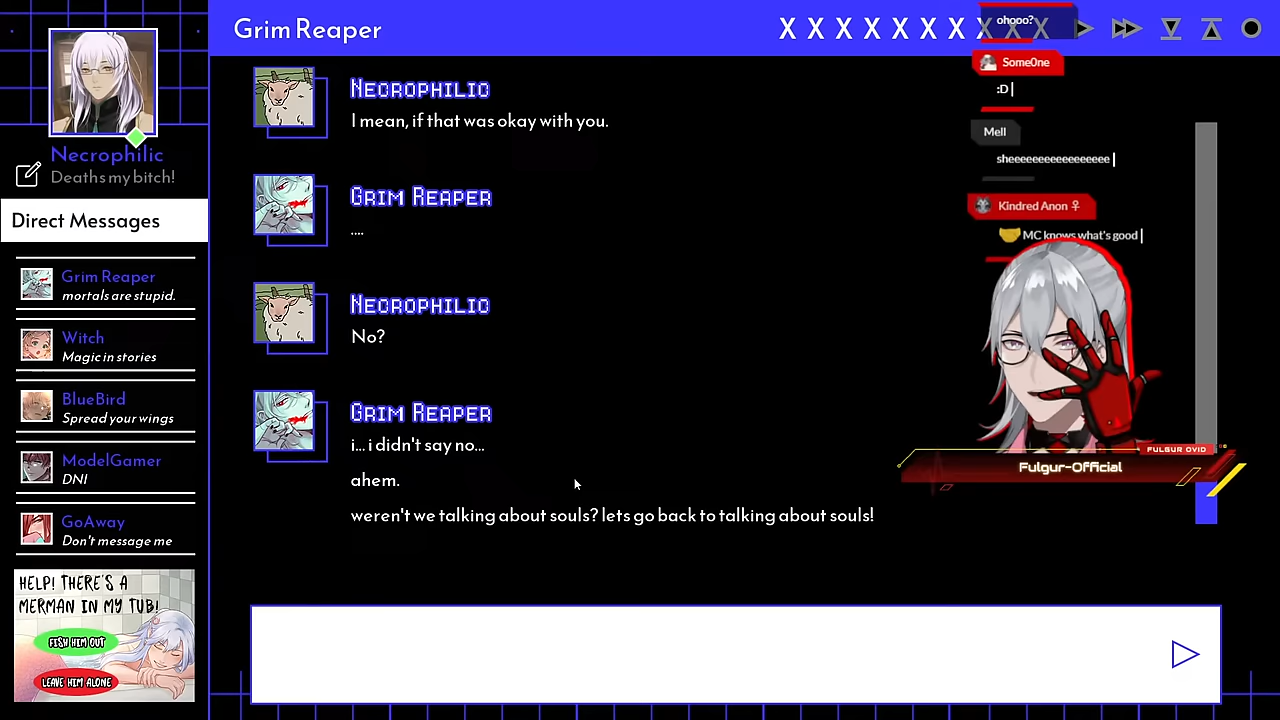 Necrophilic
Deaths my bitch!
Direct Messages
Grim Reaper
mortals are stupid.
Witch
Magic in stories
BlueBird
Spread your wings
ModelGamer
DNI
GoAway
Don't message me
HELP! THERE'S A
MERMAN IN MY TUB!
FISH HIM OUT
LEAVE HIM ALONE
Grim Reaper
X X X X X X X X X X
Necrophilic
I mean, if that was okay with you.
Grim Reaper
....
Necrophilic
No?
Grim Reaper
i... i didn't say no...
ahem.
weren't we talking about souls? lets go back to talking about souls!
ohooo?
SomeOne
:D
Mell
sheeeeeeeeeeeeeeeee
Kindred Anon ♀
🤝 MC knows what's good
FULGUR OVID
Fulgur-Official